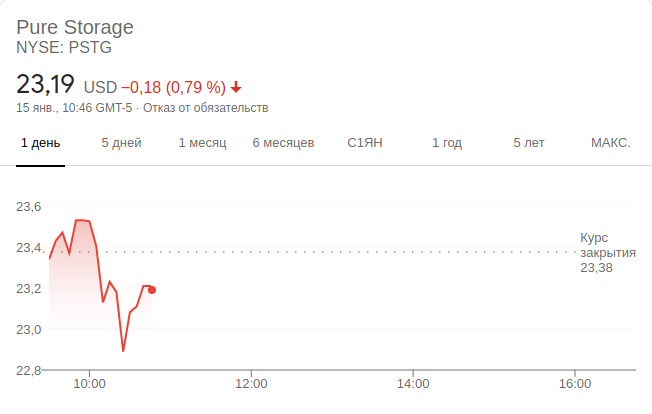 Pure Storage
NYSE: PSTG
23,19 USD −0,18 (0,79 %)
15 янв., 10:46 GMT-5 · Отказ от обязательств
1 день 5 дней 1 месяц 6 месяцев С1ЯН 1 год 5 лет МАКС.
23,6
23,4
23,2
23,0
22,8
Курс
закрытия
23,38
10:00 12:00 14:00 16:00